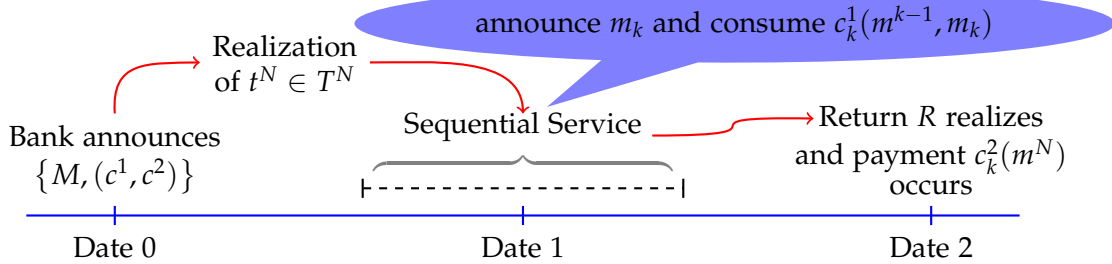 announce $m_k$ and consume $c_k^1(m^{k-1}, m_k)$
Realization
of $t^N \in T^N$
Bank announces
$\{M, (c^1, c^2)\}$
Sequential Service
Return $R$ realizes
and payment $c_k^2(m^N)$
occurs
Date 0
Date 1
Date 2